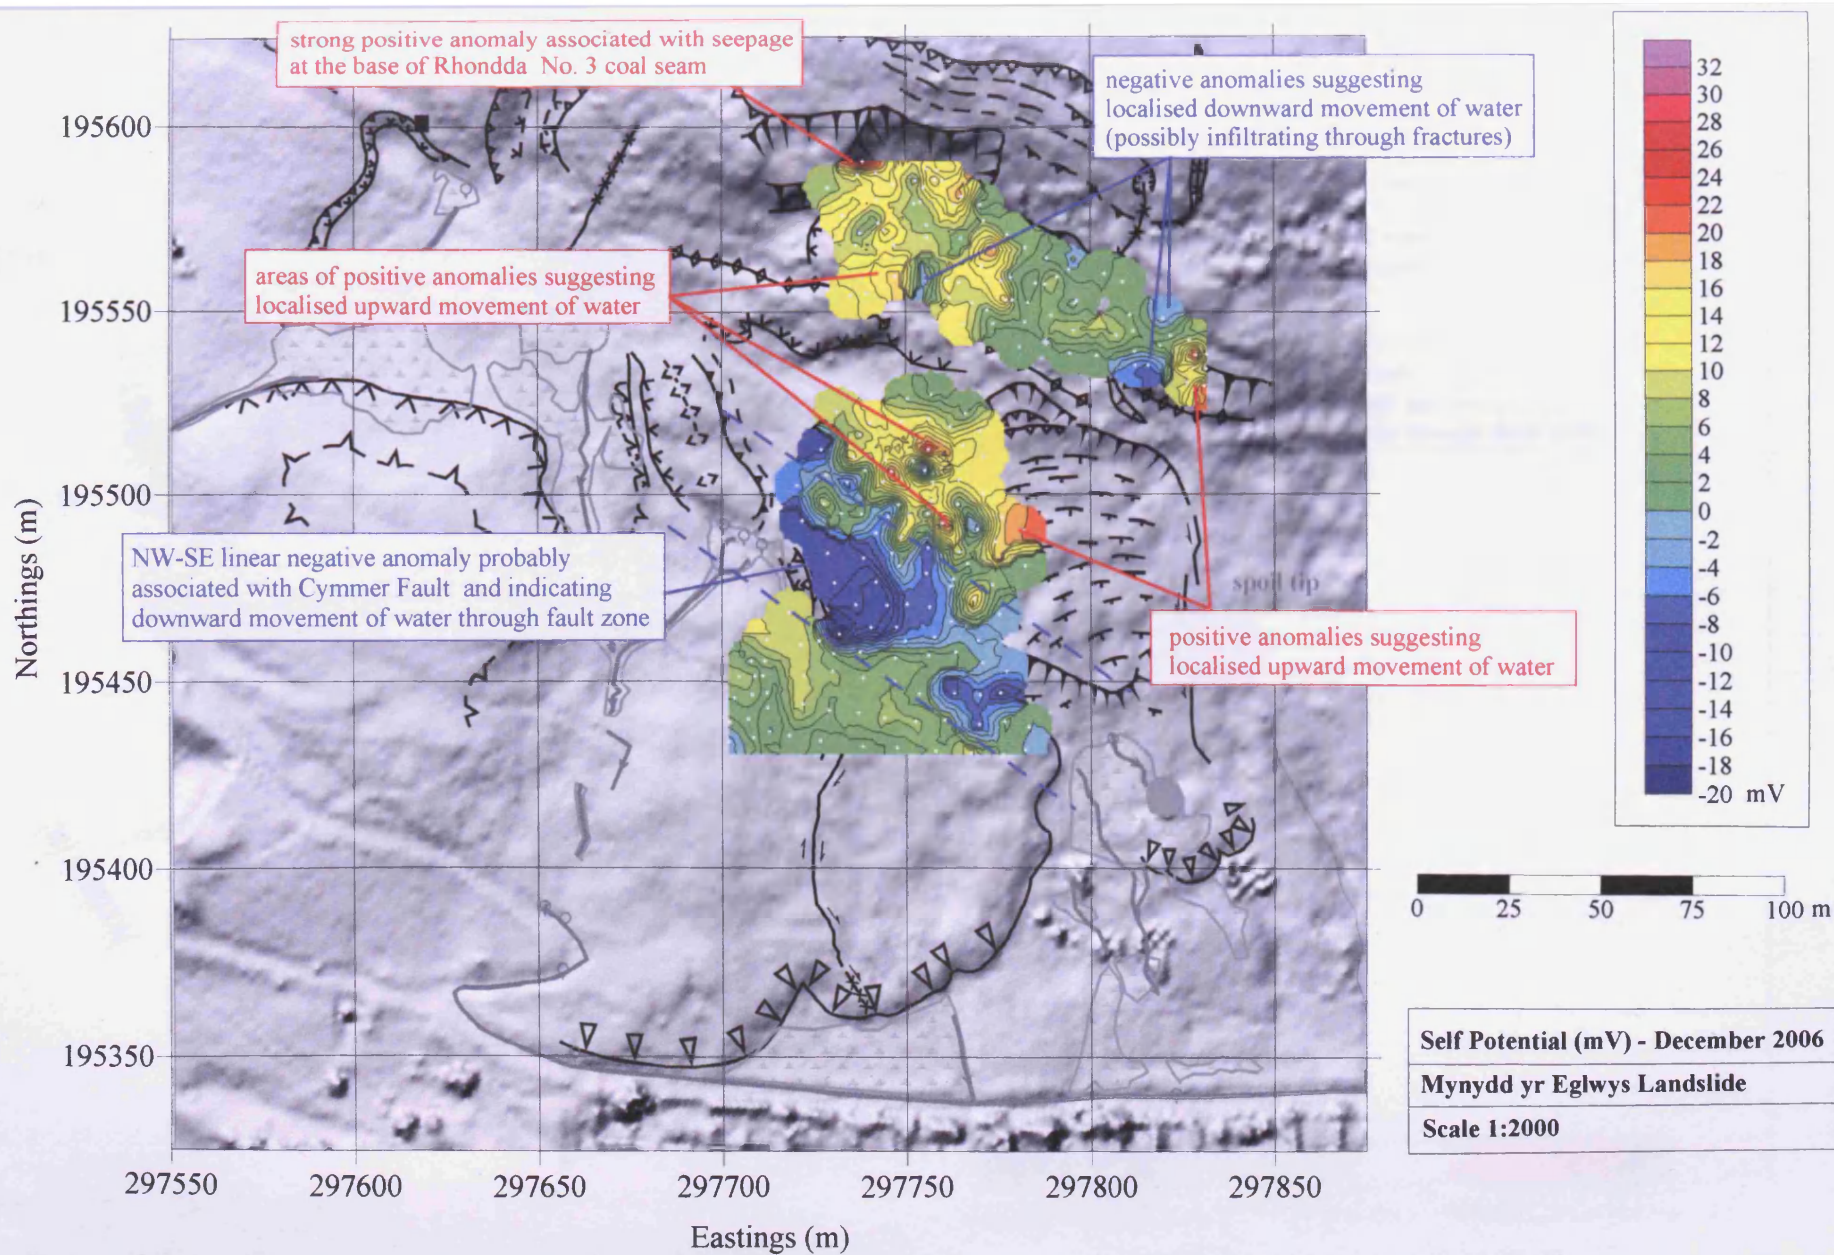 strong positive anomaly associated with seepage
at the base of Rhondda No. 3 coal seam
negative anomalies suggesting
localised downward movement of water
(possibly infiltrating through fractures)
areas of positive anomalies suggesting
localised upward movement of water
NW-SE linear negative anomaly probably
associated with Cymmer Fault and indicating
downward movement of water through fault zone
spoil tip
positive anomalies suggesting
localised upward movement of water
195600
195550
195500
195450
195400
195350
Northings (m)
297550
297600
297650
297700
297750
297800
297850
Eastings (m)
32
30
28
26
24
22
20
18
16
14
12
10
8
6
4
2
0
-2
-4
-6
-8
-10
-12
-14
-16
-18
-20 mV
0 25 50 75 100 m
Self Potential (mV) - December 2006
Mynydd yr Eglwys Landslide
Scale 1:2000